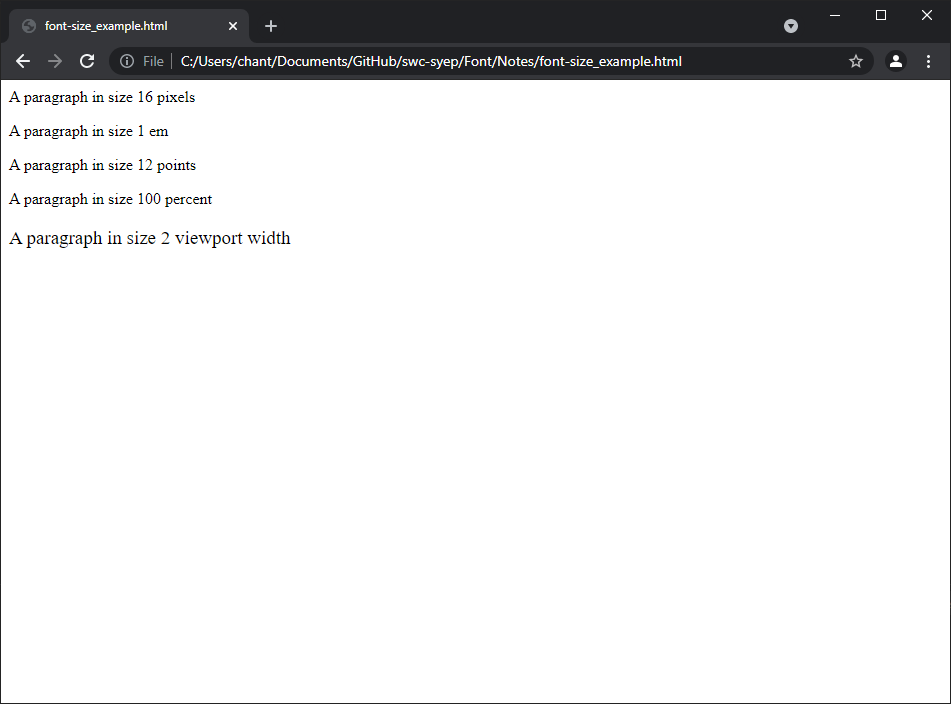 font-size_example.html
File C:/Users/chant/Documents/GitHub/swc-syep/Font/Notes/font-size_example.html
A paragraph in size 16 pixels
A paragraph in size 1 em
A paragraph in size 12 points
A paragraph in size 100 percent
A paragraph in size 2 viewport width